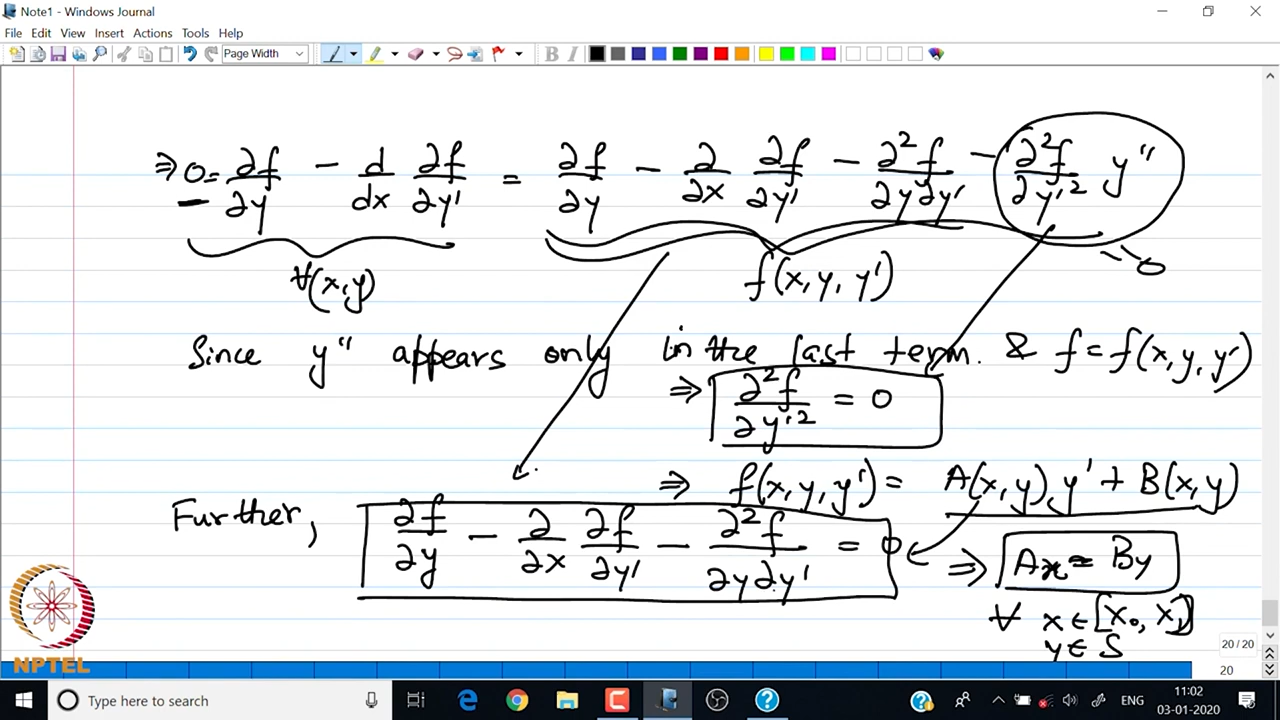 Note1 - Windows Journal
File Edit View Insert Actions Tools Help
Page Width
B I
⇒ 0 = ∂f/∂y − d/dx ∂f/∂y' = ∂f/∂y − ∂/∂x ∂f/∂y' − ∂²f/∂y∂y' − ∂²f/∂y'² y''
∀(x,y) f(x,y,y') = 0
Since y'' appears only in the last term. & f = f(x,y,y')
⇒ ∂²f/∂y'² = 0
⇒ f(x,y,y') = A(x,y) y' + B(x,y)
Further, ∂f/∂y − ∂/∂x ∂f/∂y' − ∂²f/∂y∂y' = 0 ⇒ Ax = By
∀ x ∈ [x₀, x₁]
y ∈ S
NPTEL
20 / 20
20
Type here to search
ENG
11:02
03-01-2020